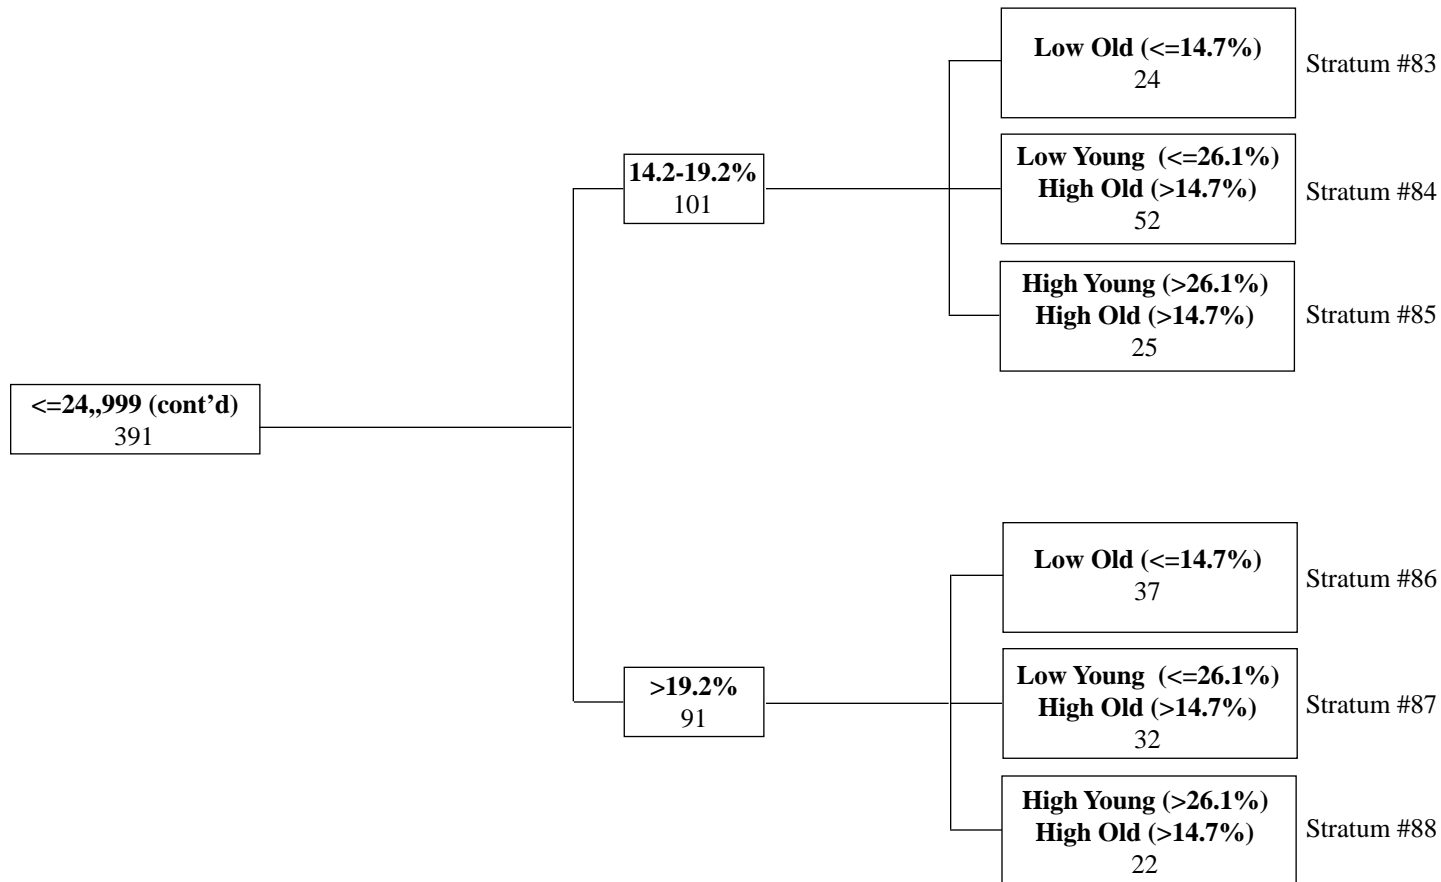 Low Old (<=14.7%)
24
Stratum #83
14.2-19.2%
101
Low Young  (<=26.1%)
High Old (>14.7%)
52
Stratum #84
High Young (>26.1%)
High Old (>14.7%)
25
Stratum #85
<=24,,999 (cont’d)
391
Low Old (<=14.7%)
37
Stratum #86
>19.2%
91
Low Young  (<=26.1%)
High Old (>14.7%)
32
Stratum #87
High Young (>26.1%)
High Old (>14.7%)
22
Stratum #88